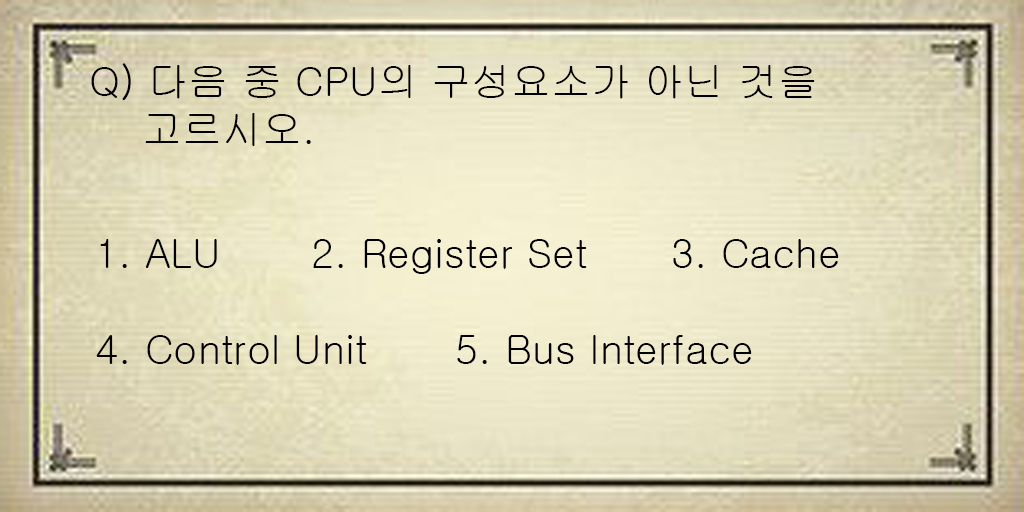 Q) 다음 중 CPU의 구성요소가 아닌 것을
고르시오.
1. ALU 2. Register Set 3. Cache
4. Control Unit 5. Bus Interface